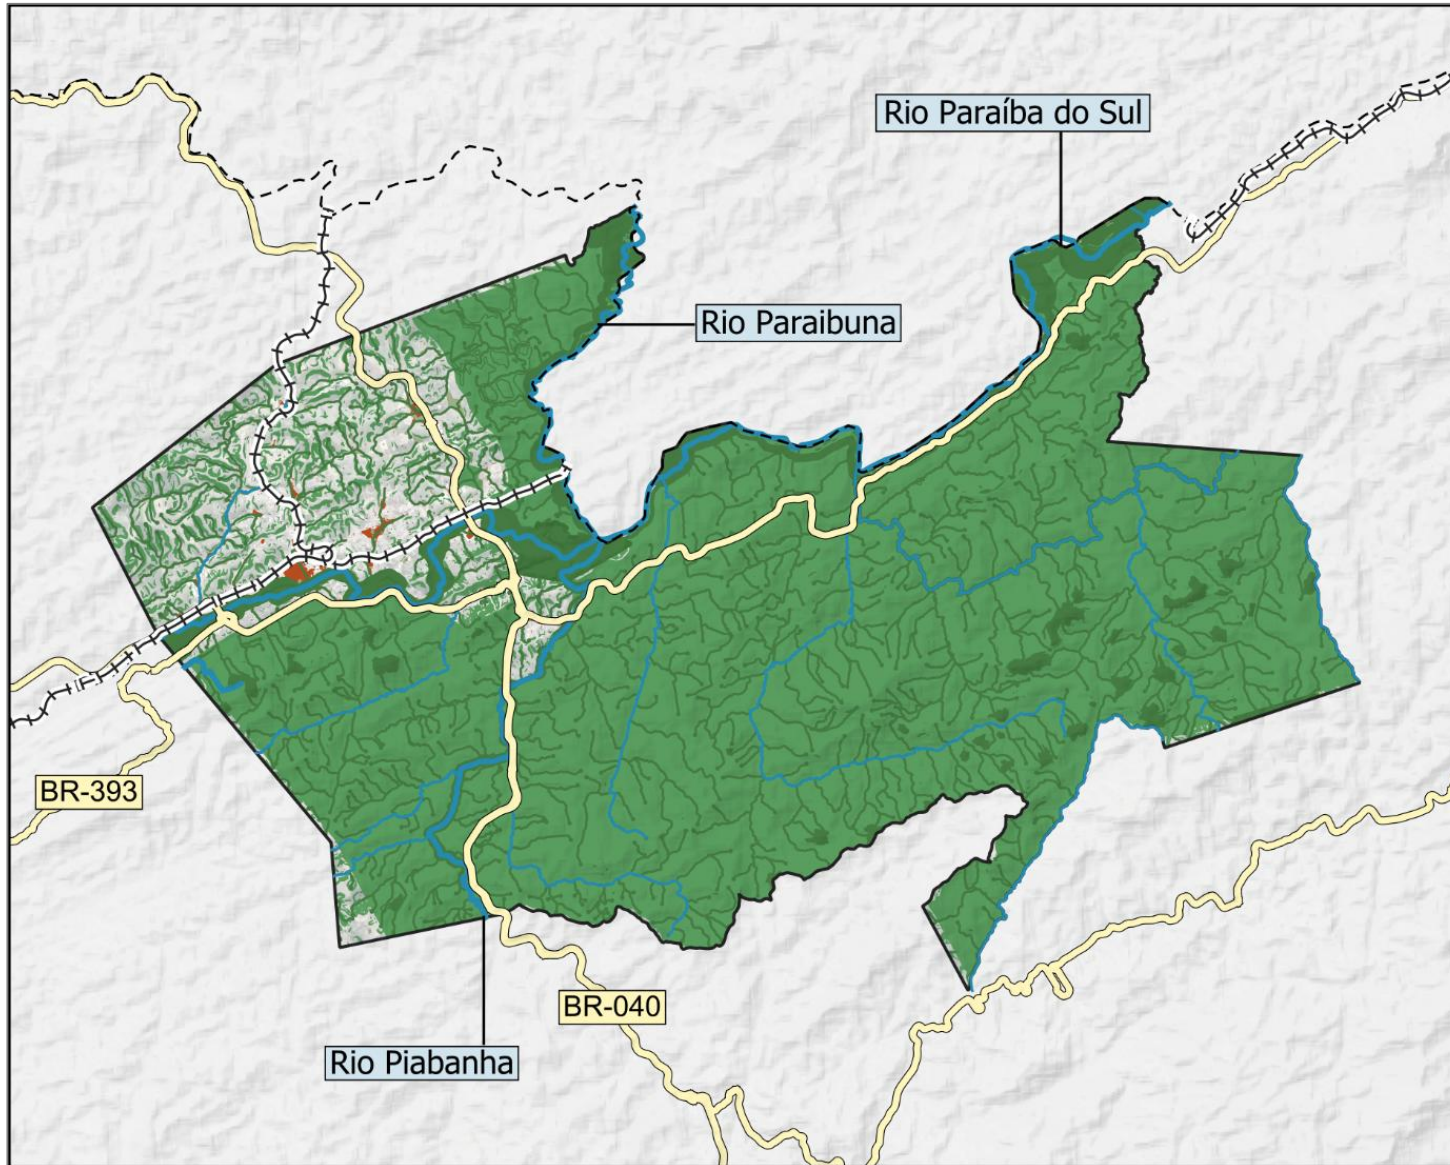 Rio Paraíba do Sul
Rio Paraibuna
BR-393
BR-040
Rio Piabanha